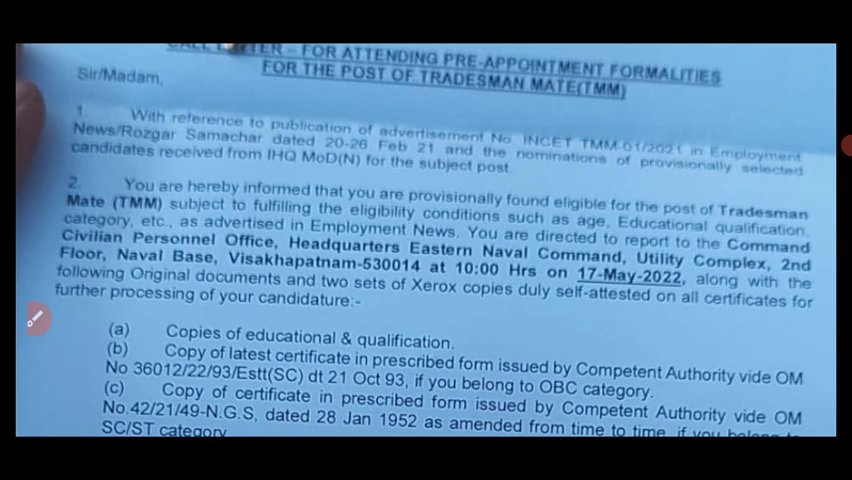 CALL LETTER – FOR ATTENDING PRE-APPOINTMENT FORMALITIES
FOR THE POST OF TRADESMAN MATE(TMM)
Sir/Madam,
1. With reference to publication of advertisement No. INCET TMM-01/2021 in Employment
News/Rozgar Samachar dated 20-26 Feb 21 and the nominations of provisionally selected
candidates received from IHQ MoD(N) for the subject post.
2. You are hereby informed that you are provisionally found eligible for the post of Tradesman
Mate (TMM) subject to fulfilling the eligibility conditions such as age, Educational qualification,
category, etc., as advertised in Employment News. You are directed to report to the Command
Civilian Personnel Office, Headquarters Eastern Naval Command, Utility Complex, 2nd
Floor, Naval Base, Visakhapatnam-530014 at 10:00 Hrs on 17-May-2022, along with the
following Original documents and two sets of Xerox copies duly self-attested on all certificates for
further processing of your candidature:-
(a) Copies of educational & qualification.
(b) Copy of latest certificate in prescribed form issued by Competent Authority vide OM
No 36012/22/93/Estt(SC) dt 21 Oct 93, if you belong to OBC category.
(c) Copy of certificate in prescribed form issued by Competent Authority vide OM
No.42/21/49-N.G.S, dated 28 Jan 1952 as amended from time to time, if you belong to
SC/ST category